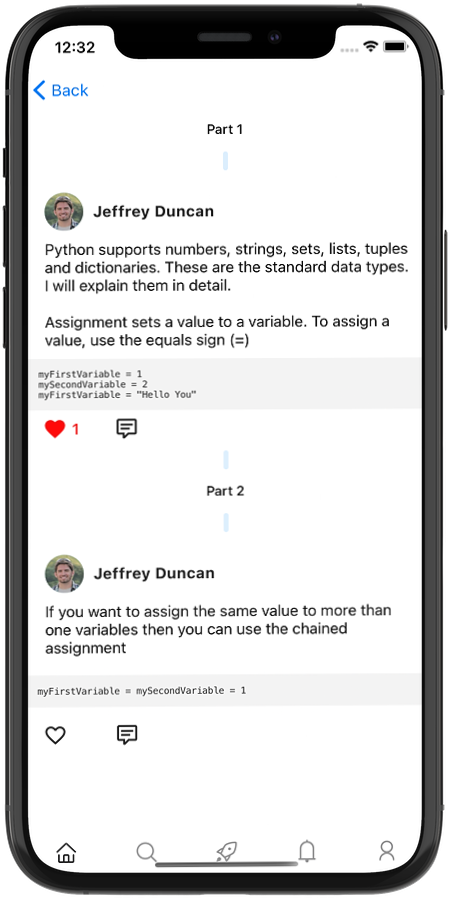 12:32
Back
Part 1
Jeffrey Duncan
Python supports numbers, strings, sets, lists, tuples
and dictionaries. These are the standard data types.
I will explain them in detail.
Assignment sets a value to a variable. To assign a
value, use the equals sign (=)
myFirstVariable = 1
mySecondVariable = 2
myFirstVariable = "Hello You"
1
Part 2
Jeffrey Duncan
If you want to assign the same value to more than
one variables then you can use the chained
assignment
myFirstVariable = mySecondVariable = 1